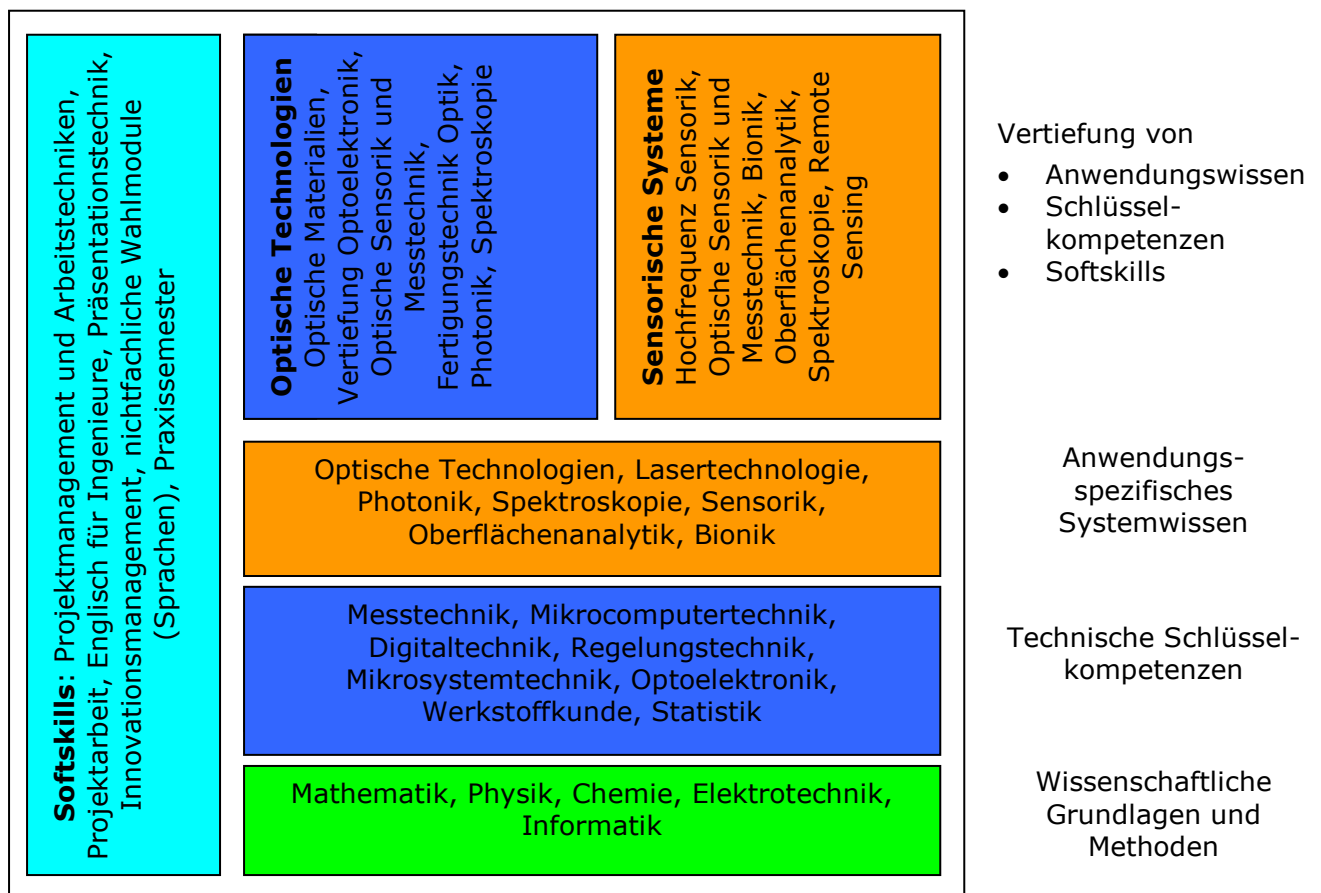 Softskills: Projektmanagement und Arbeitstechniken,
Projektarbeit, Englisch für Ingenieure, Präsentationstechnik,
Innovationsmanagement, nichtfachliche Wahlmodule
(Sprachen), Praxissemester
Optische Technologien
Optische Materialien,
Vertiefung Optoelektronik,
Optische Sensorik und
Messtechnik,
Fertigungstechnik Optik,
Photonik, Spektroskopie
Sensorische Systeme
Hochfrequenz Sensorik,
Optische Sensorik und
Messtechnik, Bionik,
Oberflächenanalytik,
Spektroskopie, Remote
Sensing
Vertiefung von
• Anwendungswissen
• Schlüssel-
kompetenzen
• Softskills
Optische Technologien, Lasertechnologie,
Photonik, Spektroskopie, Sensorik,
Oberflächenanalytik, Bionik
Anwendungs-
spezifisches
Systemwissen
Messtechnik, Mikrocomputertechnik,
Digitaltechnik, Regelungstechnik,
Mikrosystemtechnik, Optoelektronik,
Werkstoffkunde, Statistik
Technische Schlüssel-
kompetenzen
Mathematik, Physik, Chemie, Elektrotechnik,
Informatik
Wissenschaftliche
Grundlagen und
Methoden